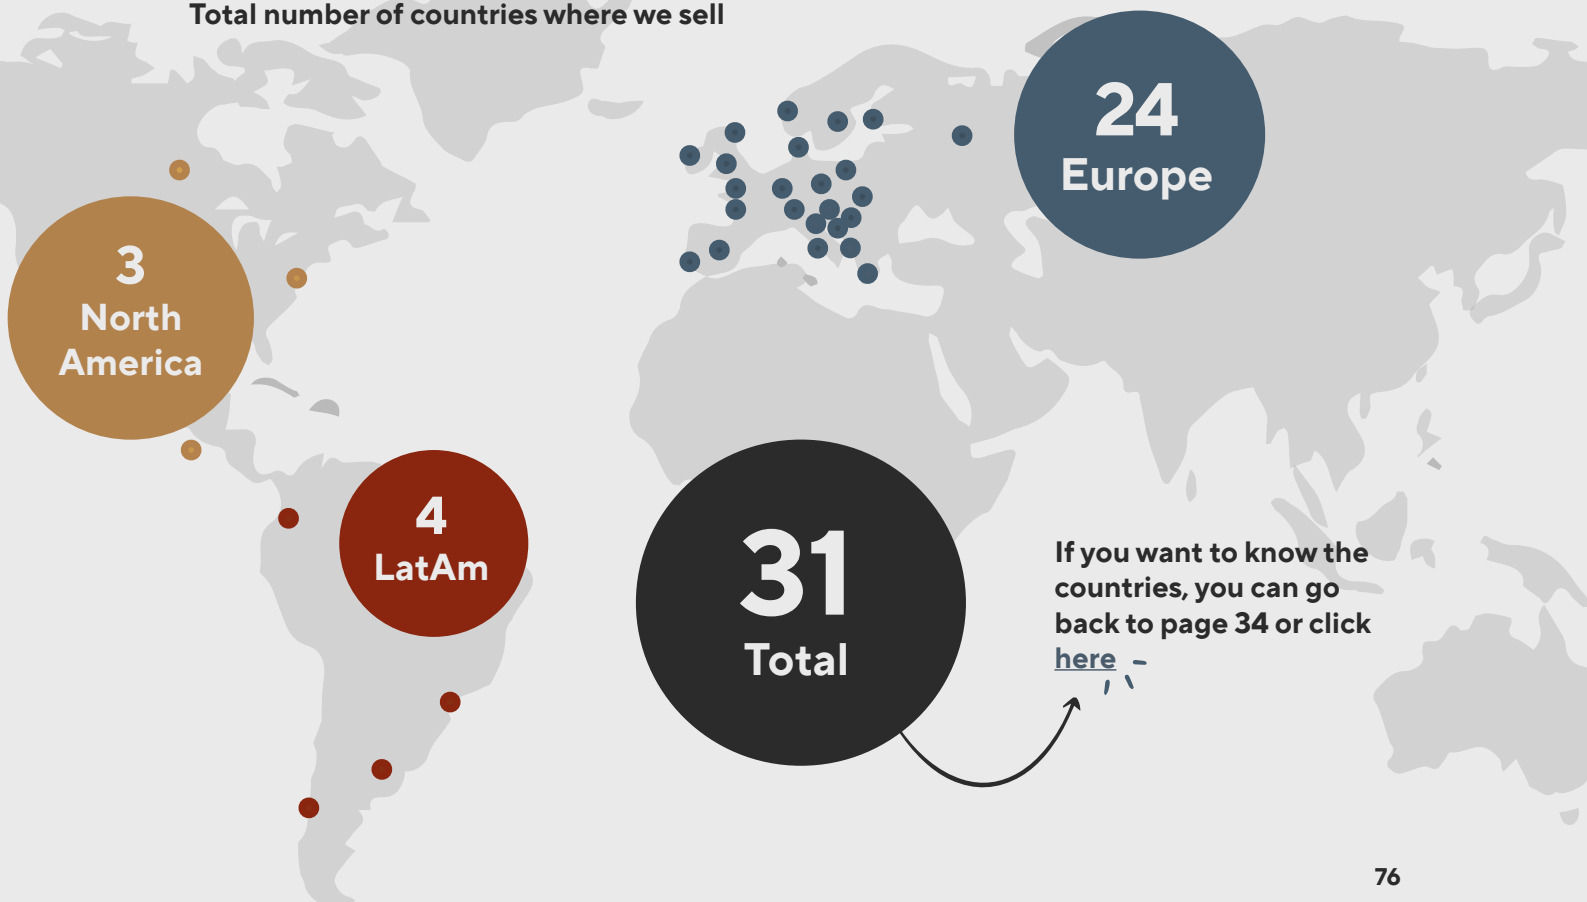 Total number of countries where we sell
24
Europe
3
North
America
4
LatAm
31
Total
If you want to know the
countries, you can go
back to page 34 or click
here
76